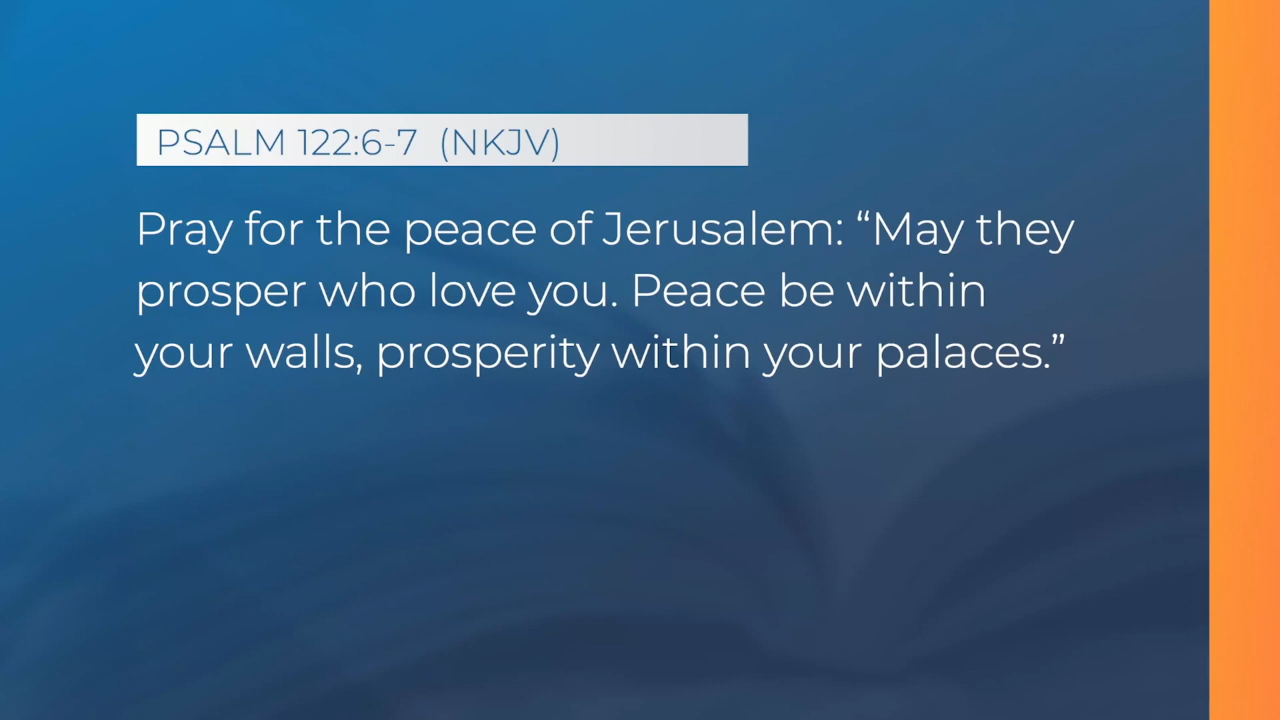 PSALM 122:6-7 (NKJV)
Pray for the peace of Jerusalem: “May they
prosper who love you. Peace be within
your walls, prosperity within your palaces.”